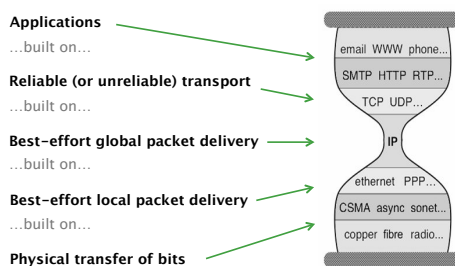 Applications
...built on...
Reliable (or unreliable) transport
...built on...
Best-effort global packet delivery
...built on...
Best-effort local packet delivery
...built on...
Physical transfer of bits
email WWW phone...
SMTP HTTP RTP...
TCP UDP...
IP
ethernet PPP...
CSMA async sonet...
copper fibre radio...